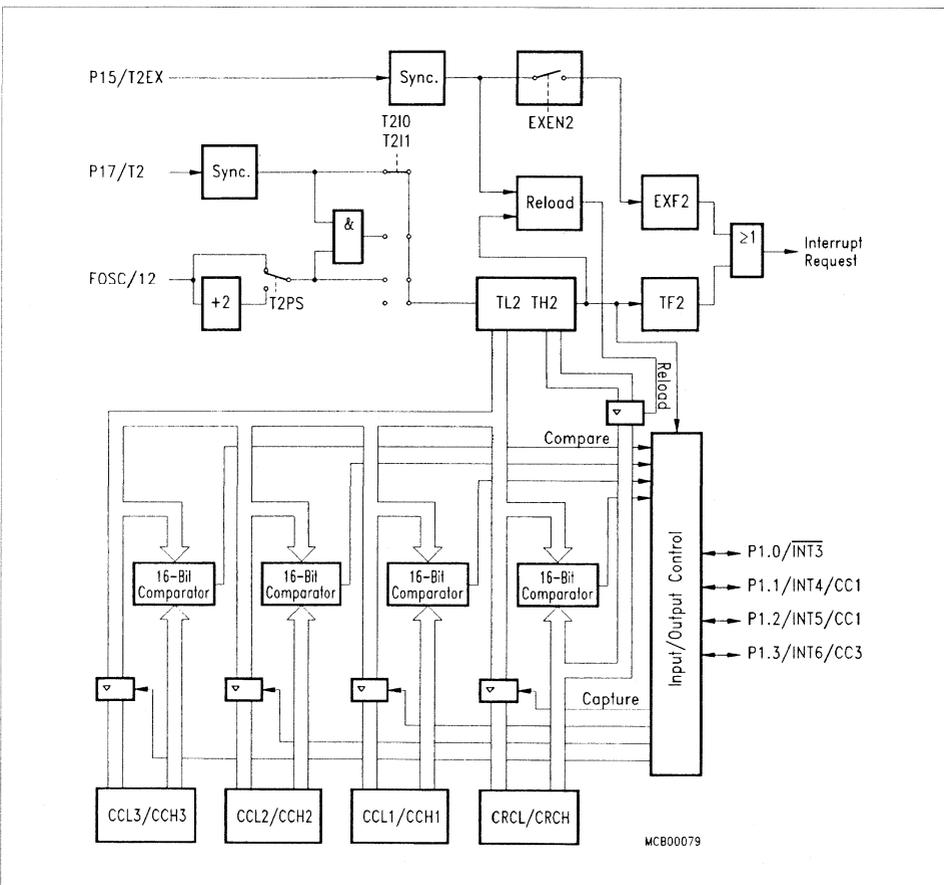 P15/T2EX
Sync.
EXEN2
T2I0
T2I1
P17/T2
Sync.
Reload
EXF2
&
≥1
Interrupt
Request
FOSC/12
+2
T2PS
TL2 TH2
TF2
Reload
Compare
16-Bit
Comparator
16-Bit
Comparator
16-Bit
Comparator
16-Bit
Comparator
Input/Output Control
P1.0/INT3
P1.1/INT4/CC1
P1.2/INT5/CC1
P1.3/INT6/CC3
Capture
CCL3/CCH3
CCL2/CCH2
CCL1/CCH1
CRCL/CRCH
MCB00079